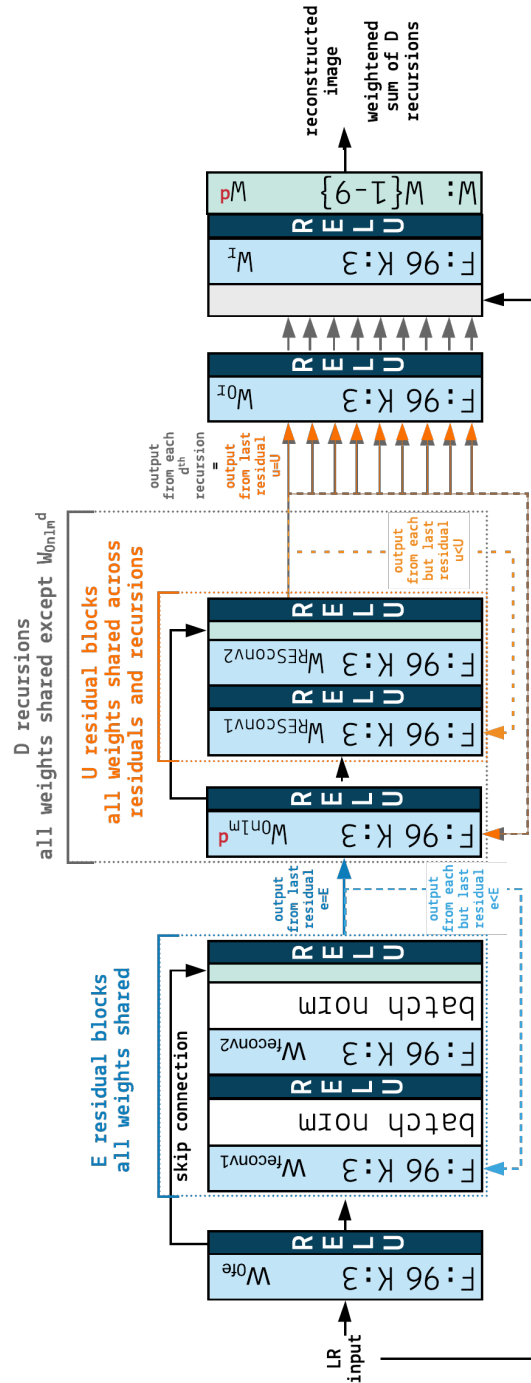 LR
input
F:96 K:3 W0fe
RELU
skip connection
E residual blocks
all weights shared
F:96 K:3 Wfeconv1
batch norm
RELU
F:96 K:3 Wfeconv2
batch norm
RELU
output
from last
residual
e=E
output
from each
but last
residual
e<E
D recursions
all weights shared except W0nlmd
F:96 K:3 W0nlm d
RELU
U residual blocks
all weights shared across
residuals and recursions
F:96 K:3 WRESconv1
RELU
F:96 K:3 WRESconv2
RELU
output
from each
but last
residual
u<U
output
from each
dth
recursion
=
output
from last
residual
u=U
F:96 K:3 W0r
RELU
F:96 K:3 Wr
RELU
W: W{1-9} Wd
reconstructed
image
weightened
sum of D
recursions